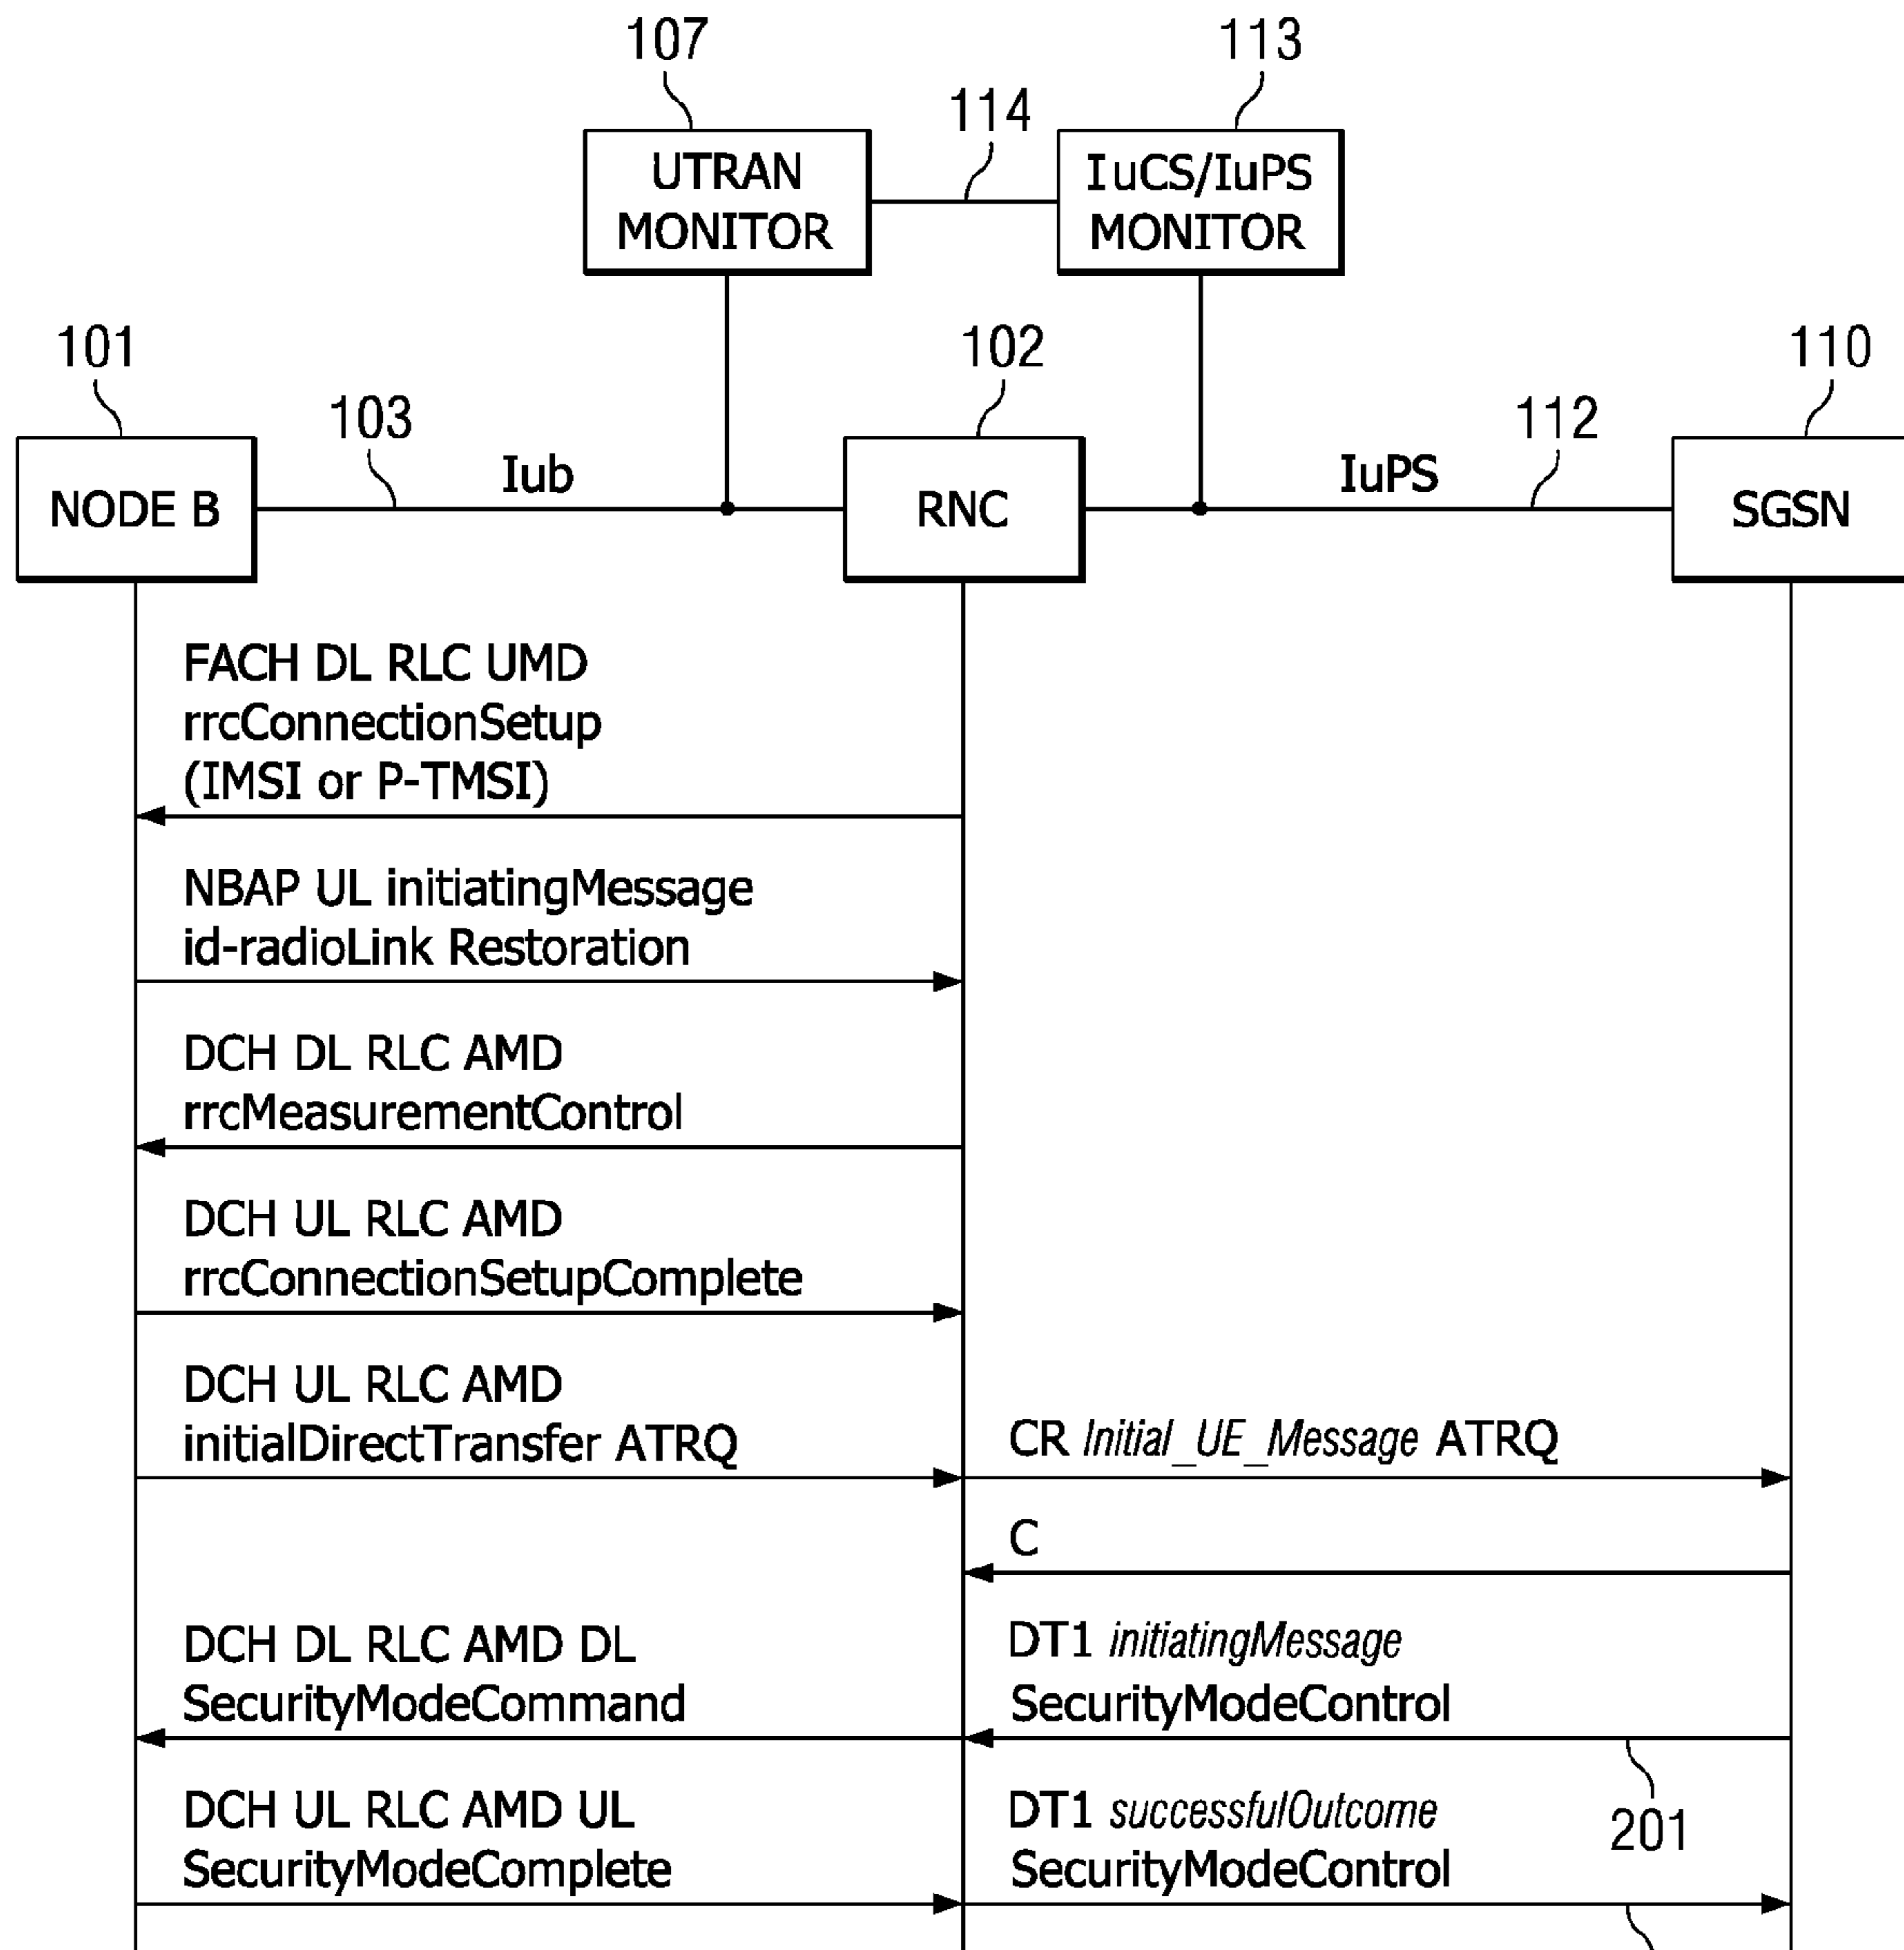 107
113
114
UTRAN
MONITOR
IuCS/IuPS
MONITOR
101
103
102
112
110
NODE B
Iub
RNC
IuPS
SGSN
FACH DL RLC UMD
rrcConnectionSetup
(IMSI or P-TMSI)
NBAP UL initiatingMessage
id-radioLink Restoration
DCH DL RLC AMD
rrcMeasurementControl
DCH UL RLC AMD
rrcConnectionSetupComplete
DCH UL RLC AMD
initialDirectTransfer ATRQ
CR Initial_UE_Message ATRQ
C
DCH DL RLC AMD DL
SecurityModeCommand
DT1 initiatingMessage
SecurityModeControl
201
DCH UL RLC AMD UL
SecurityModeComplete
DT1 successfulOutcome
SecurityModeControl